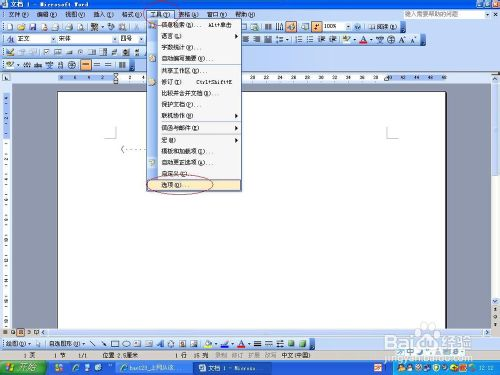 文档 1 - Microsoft Word
文件(F) 编辑(E) 视图(V) 插入(I) 格式(O) 工具(T) 表格(A) 窗口(W) 帮助(H) 键入需要帮助的问题
100%
正文 宋体 四号
信息检索(R)... Alt+单击
语言(L)
字数统计(W)...
自动编写摘要(U)...
共享工作区(D)...
修订(T) Ctrl+Shift+E
比较并合并文档(D)...
保护文档(P)...
联机协作(N)
信函与邮件(E)
宏(M)
模板和加载项(I)...
自动更正选项(A)...
自定义(C)...
选项(O)...
绘图(D) 自选图形(U)
1 页 1 节 1/1 位置 2.5厘米 1 行 15 列 录制 修订 扩展 改写 中文(中国)
开始
文档 1 - Microso...
Baidu 经验